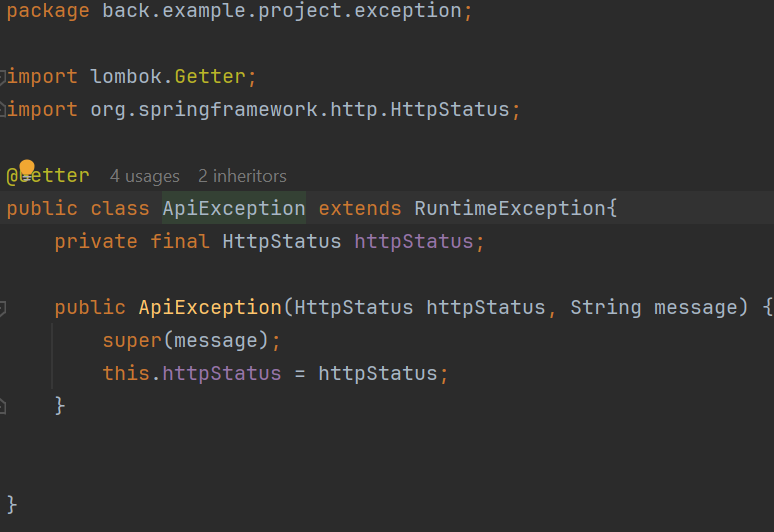 package back.example.project.exception;
import lombok.Getter;
import org.springframework.http.HttpStatus;
@Getter 4 usages 2 inheritors
public class ApiException extends RuntimeException{
private final HttpStatus httpStatus;
public ApiException(HttpStatus httpStatus, String message) {
super(message);
this.httpStatus = httpStatus;
}
}